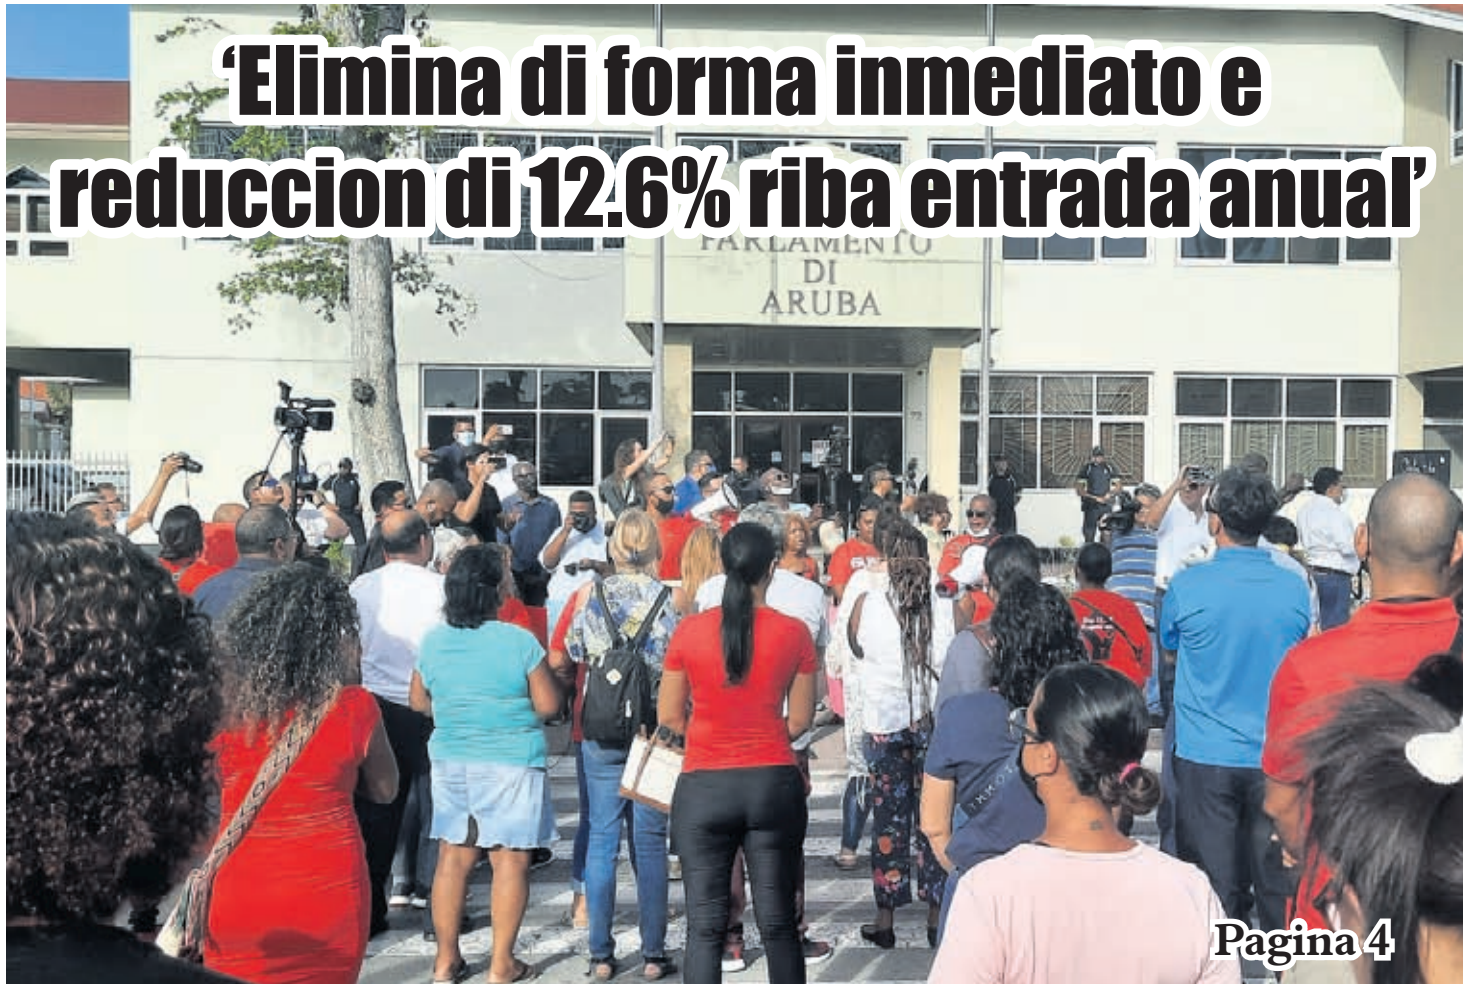 ‘Elimina di forma inmediato e
reduccion di 12.6% riba entrada anual’
PARLAMENTO
DI
ARUBA
Pagina 4